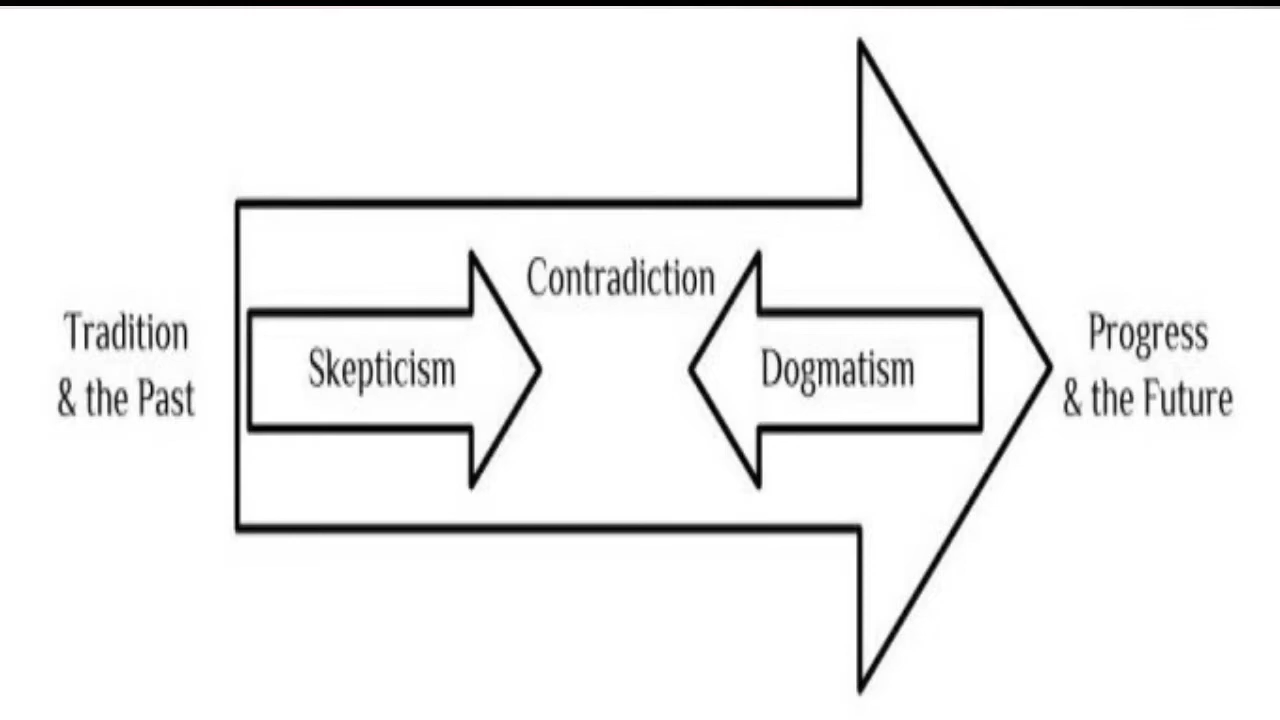 Tradition
& the Past
Skepticism
Contradiction
Dogmatism
Progress
& the Future